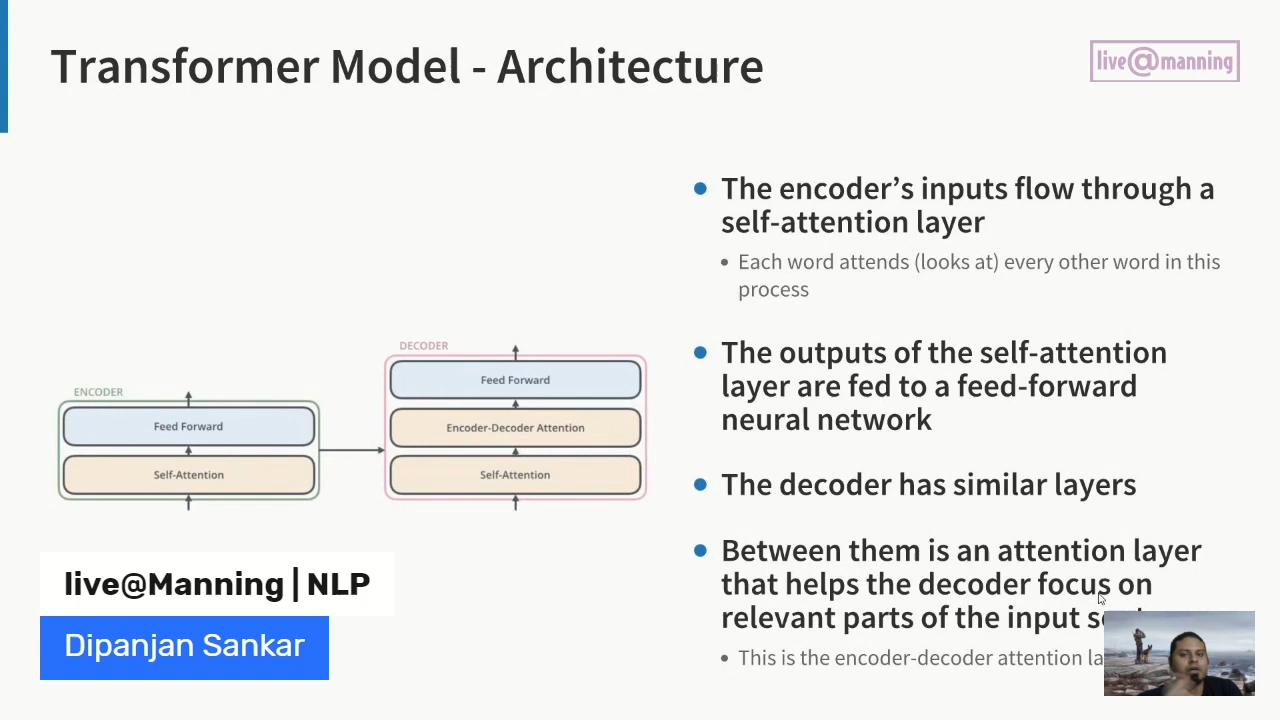 Transformer Model - Architecture
live@manning
The encoder’s inputs flow through a
self-attention layer
Each word attends (looks at) every other word in this
process
The outputs of the self-attention
layer are fed to a feed-forward
neural network
The decoder has similar layers
Between them is an attention layer
that helps the decoder focus on
relevant parts of the input
This is the encoder-decoder attention
ENCODER
Feed Forward
Self-Attention
DECODER
Feed Forward
Encoder-Decoder Attention
Self-Attention
live@Manning | NLP
Dipanjan Sankar